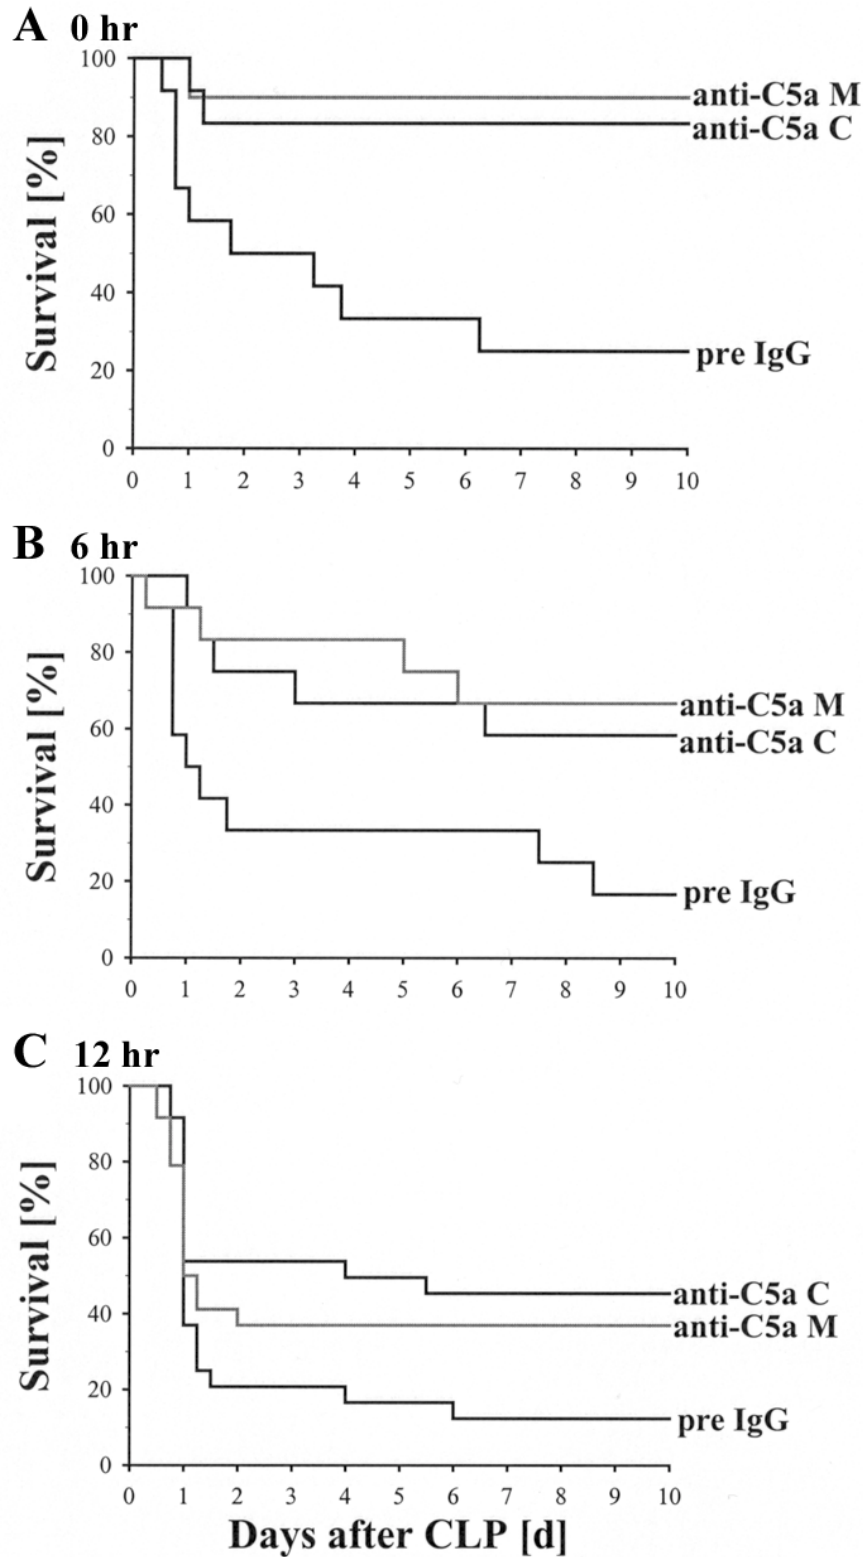 A 0 hr
Survival [%]
100
80
60
40
20
0
anti-C5a M
anti-C5a C
pre IgG
0 1 2 3 4 5 6 7 8 9 10
B 6 hr
Survival [%]
100
80
60
40
20
0
anti-C5a M
anti-C5a C
pre IgG
0 1 2 3 4 5 6 7 8 9 10
C 12 hr
Survival [%]
100
80
60
40
20
0
anti-C5a C
anti-C5a M
pre IgG
0 1 2 3 4 5 6 7 8 9 10
Days after CLP [d]